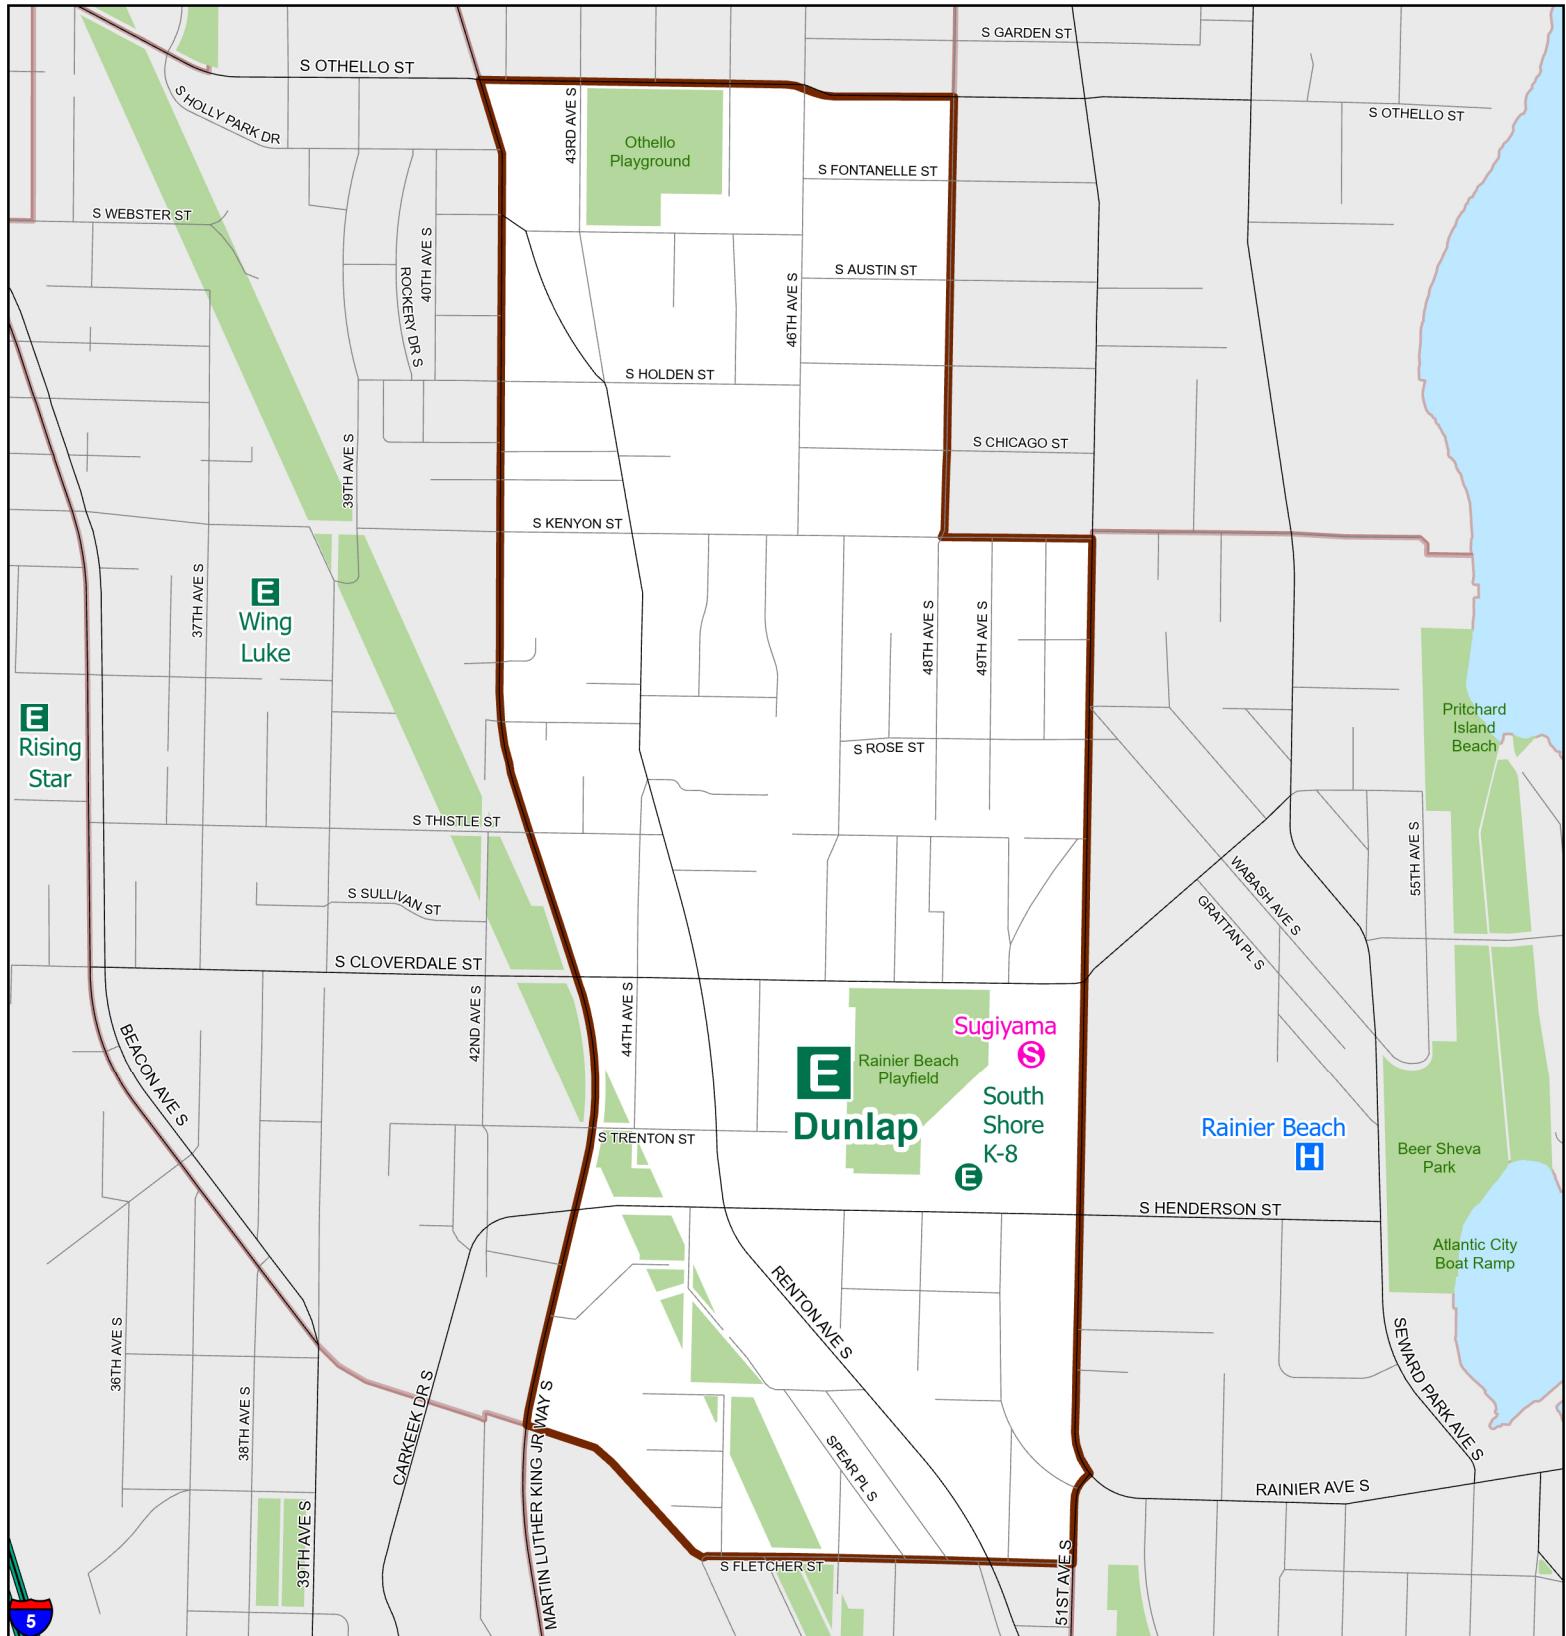 S GARDEN ST
S OTHELLO ST
S OTHELLO ST
S HOLLY PARK DR
43RD AVE S
Othello
Playground
S FONTANELLE ST
S WEBSTER ST
40TH AVE S
ROCKERY DR S
S AUSTIN ST
46TH AVE S
S HOLDEN ST
39TH AVE S
S CHICAGO ST
S KENYON ST
37TH AVE S
E
Wing
Luke
48TH AVE S
49TH AVE S
E
Rising
Star
Pritchard
Island
Beach
S ROSE ST
S THISTLE ST
55TH AVE S
WABASH AVE S
GRATTAN PL S
S SULLIVAN ST
S CLOVERDALE ST
42ND AVE S
44TH AVE S
BEACON AVE S
Sugiyama
S
E
Dunlap
Rainier Beach
Playfield
South
Shore
K-8
E
Rainier Beach
H
S TRENTON ST
Beer Sheva
Park
S HENDERSON ST
Atlantic City
Boat Ramp
RENTON AVE S
36TH AVE S
38TH AVE S
CARKEEK DR S
MARTIN LUTHER KING JR WAY S
SPEAR PL S
SEWARD PARK AVE S
RAINIER AVE S
39TH AVE S
S FLETCHER ST
51ST AVE S
5